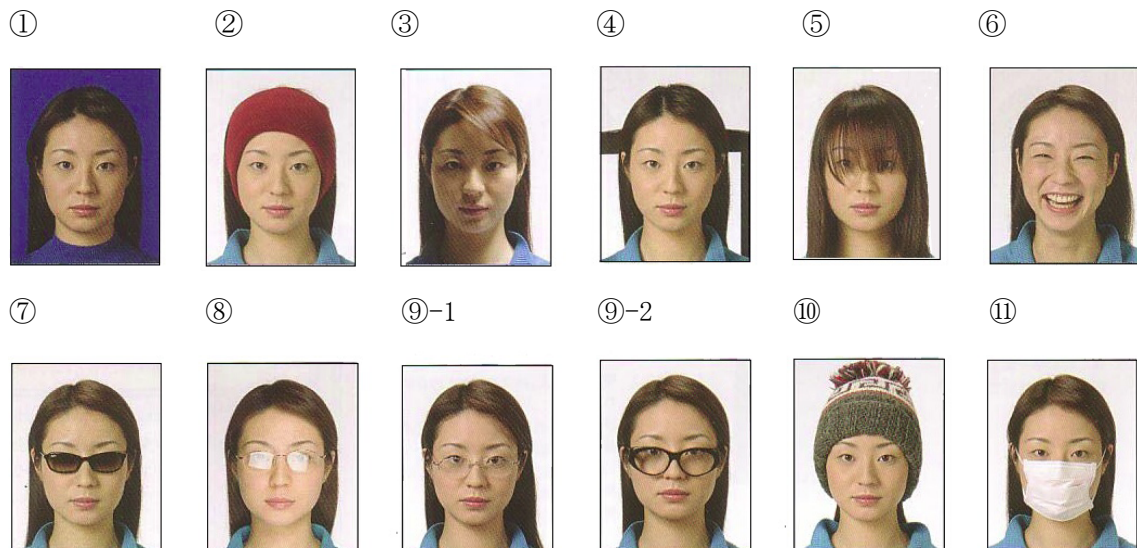 ① ② ③ ④ ⑤ ⑥
⑦ ⑧ ⑨-1 ⑨-2 ⑩ ⑪